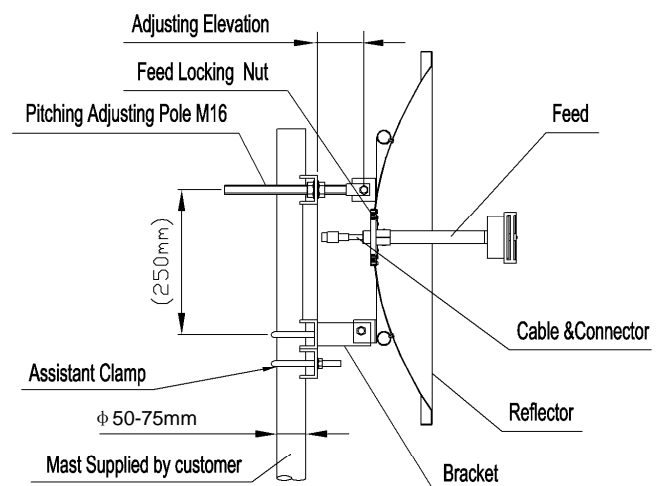 Adjusting Elevation
Feed Locking Nut
Pitching Adjusting Pole M16
Feed
(250mm)
Cable &Connector
Assistant Clamp
Reflector
φ50-75mm
Mast Supplied by customer
Bracket